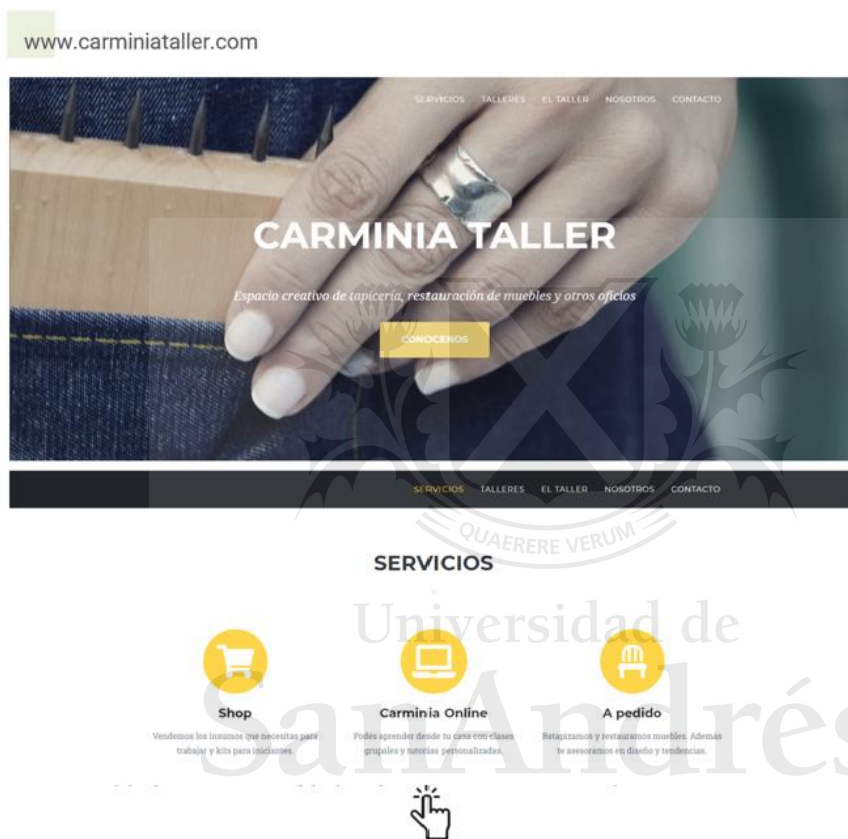 www.carminiataller.com
SERVICIOS TALLERES EL TALLER NOSOTROS CONTACTO
CARMINIA TALLER
Espacio creativo de tapicería, restauración de muebles y otros oficios
CONOCENOS
SERVICIOS TALLERES EL TALLER NOSOTROS CONTACTO
QUAERERE VERUM
SERVICIOS
Universidad de
SanAndrés
Shop Carminia Online A pedido
Vendemos los insumos que necesitas para Podés aprender desde tu casa con clases Retapizamos y restauramos muebles. Además
trabajar y kits para iniciantes. grupales y tutorías personalizadas. te asesoramos en diseño y tendencias.